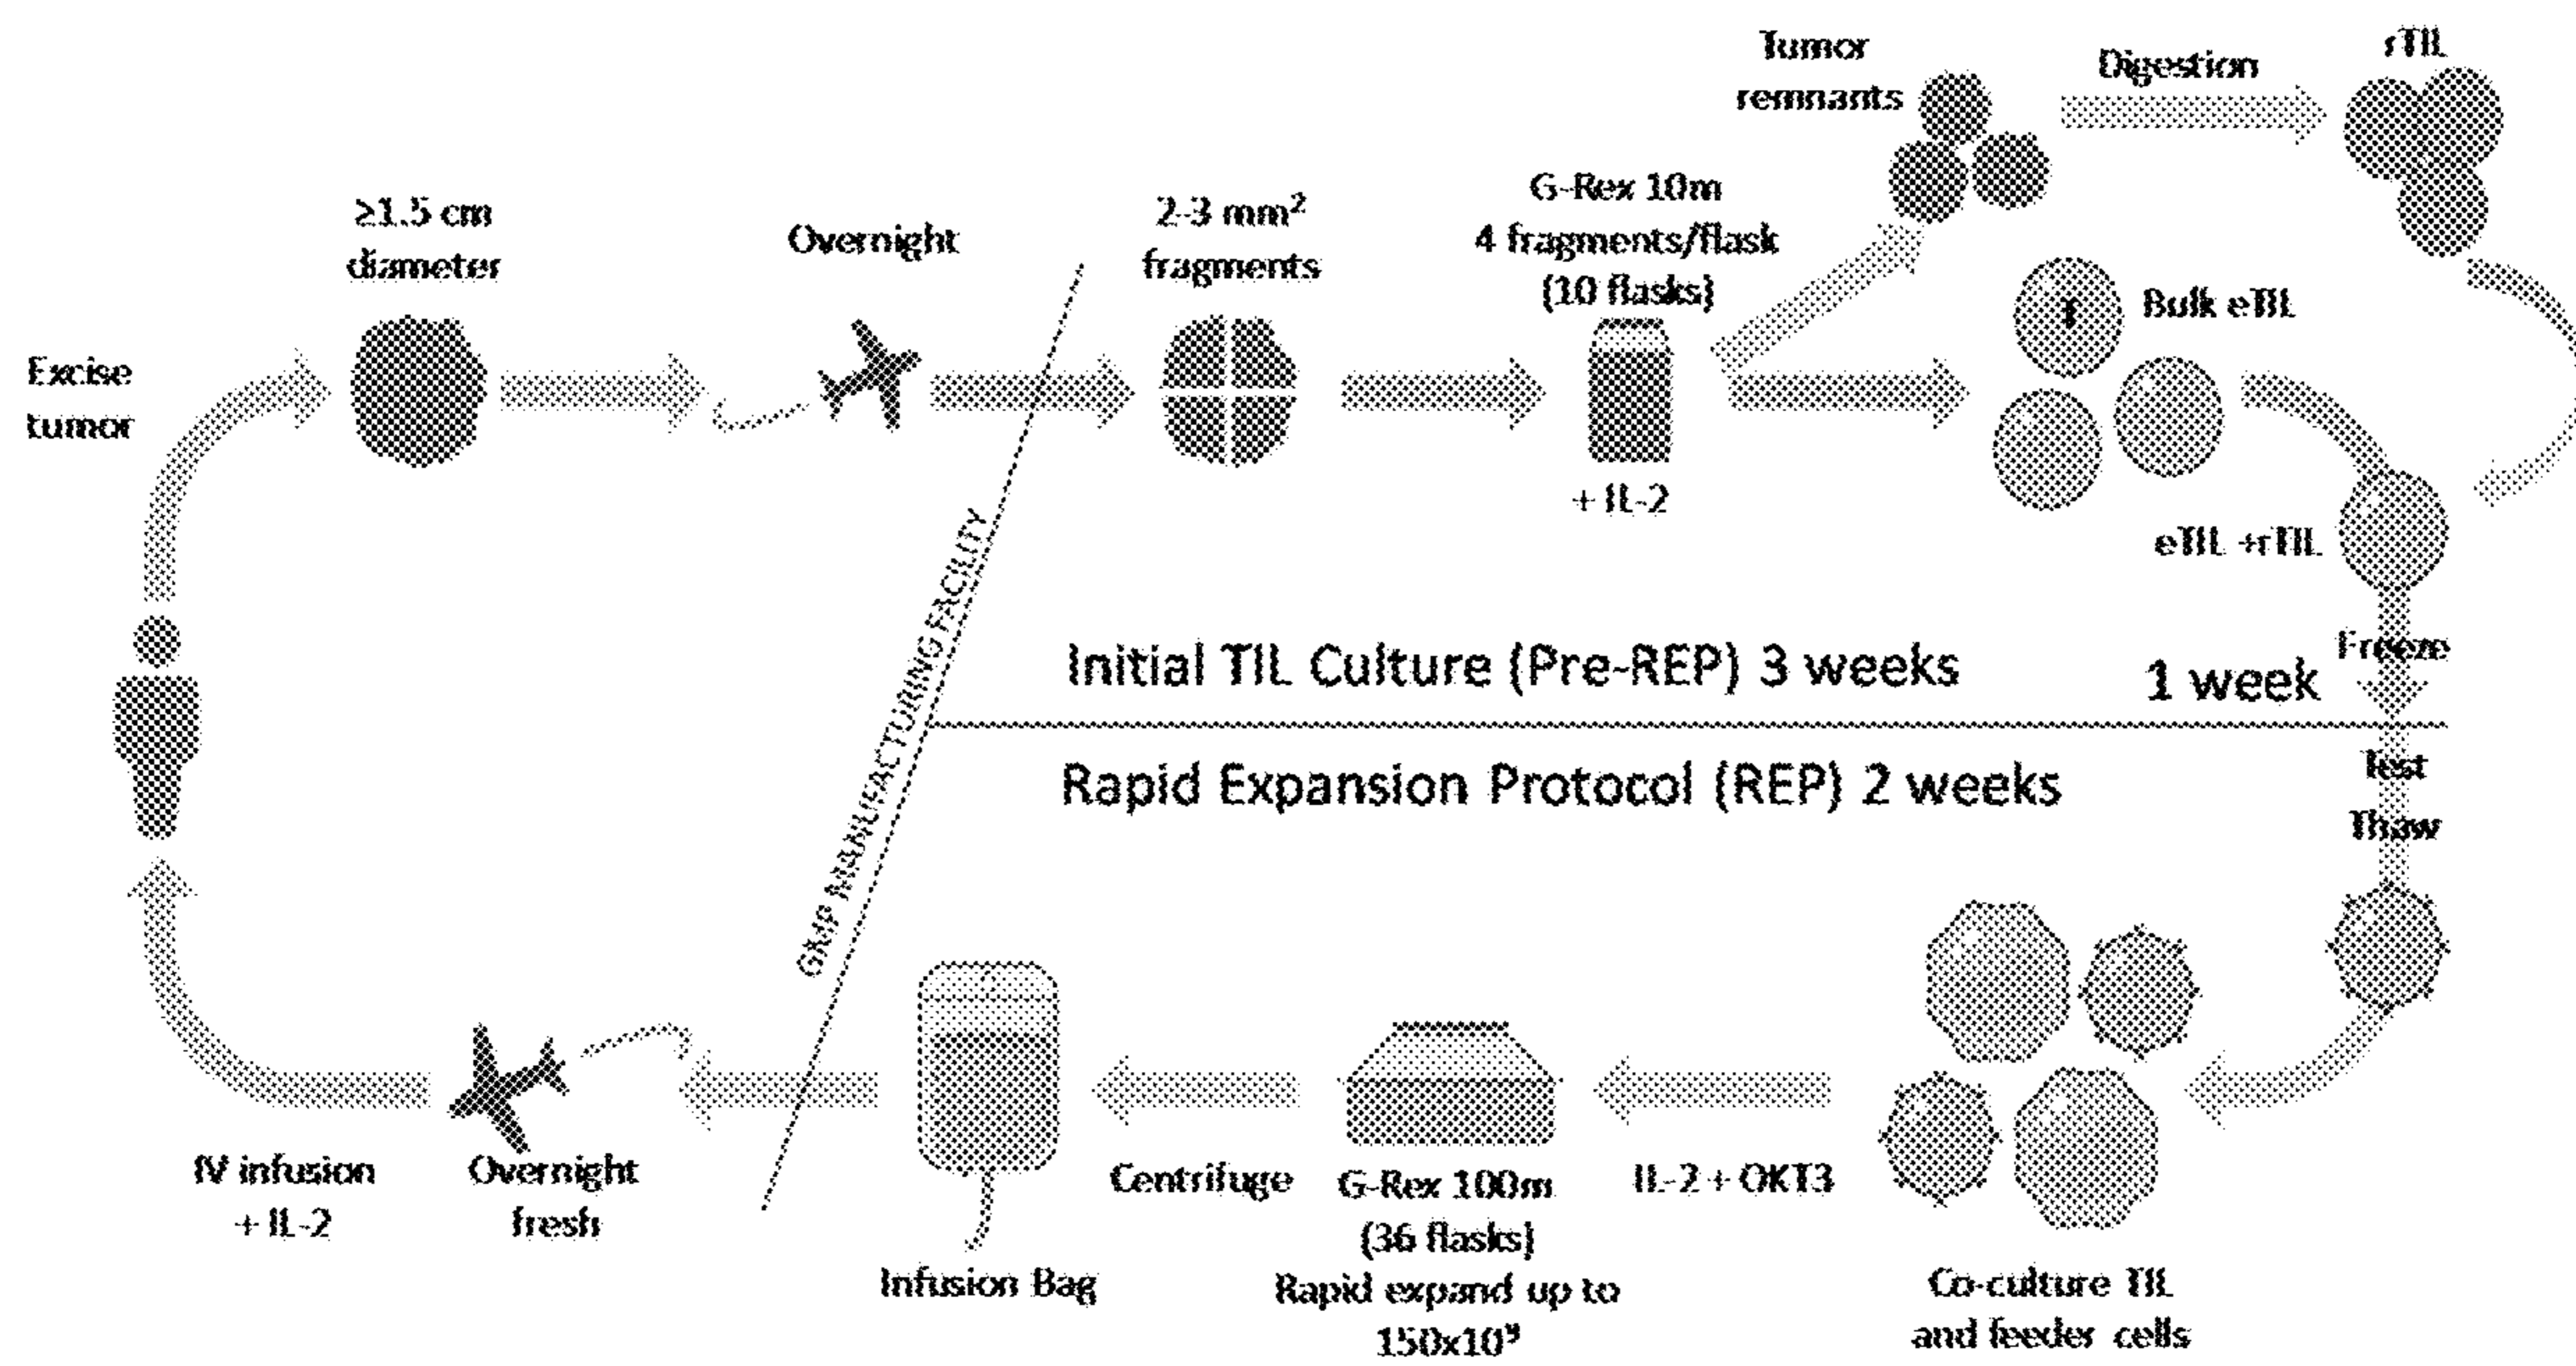 Excise
tumor
≥1.5 cm
diameter
Overnight
2-3 mm²
fragments
G-Rex 10m
4 fragments/flask
(10 flasks)
+ IL-2
Tumor
remnants
Digestion
rTIL
Bulk eTIL
eTIL +rTIL
Freeze
GMP MANUFACTURING FACILITY
Initial TIL Culture (Pre-REP) 3 weeks
1 week
Rapid Expansion Protocol (REP) 2 weeks
Test
Thaw
Co-culture TIL
and feeder cells
IL-2 + OKT3
G-Rex 100m
(36 flasks)
Rapid expand up to
150x10⁹
Centrifuge
Infusion Bag
Overnight
fresh
IV infusion
+ IL-2